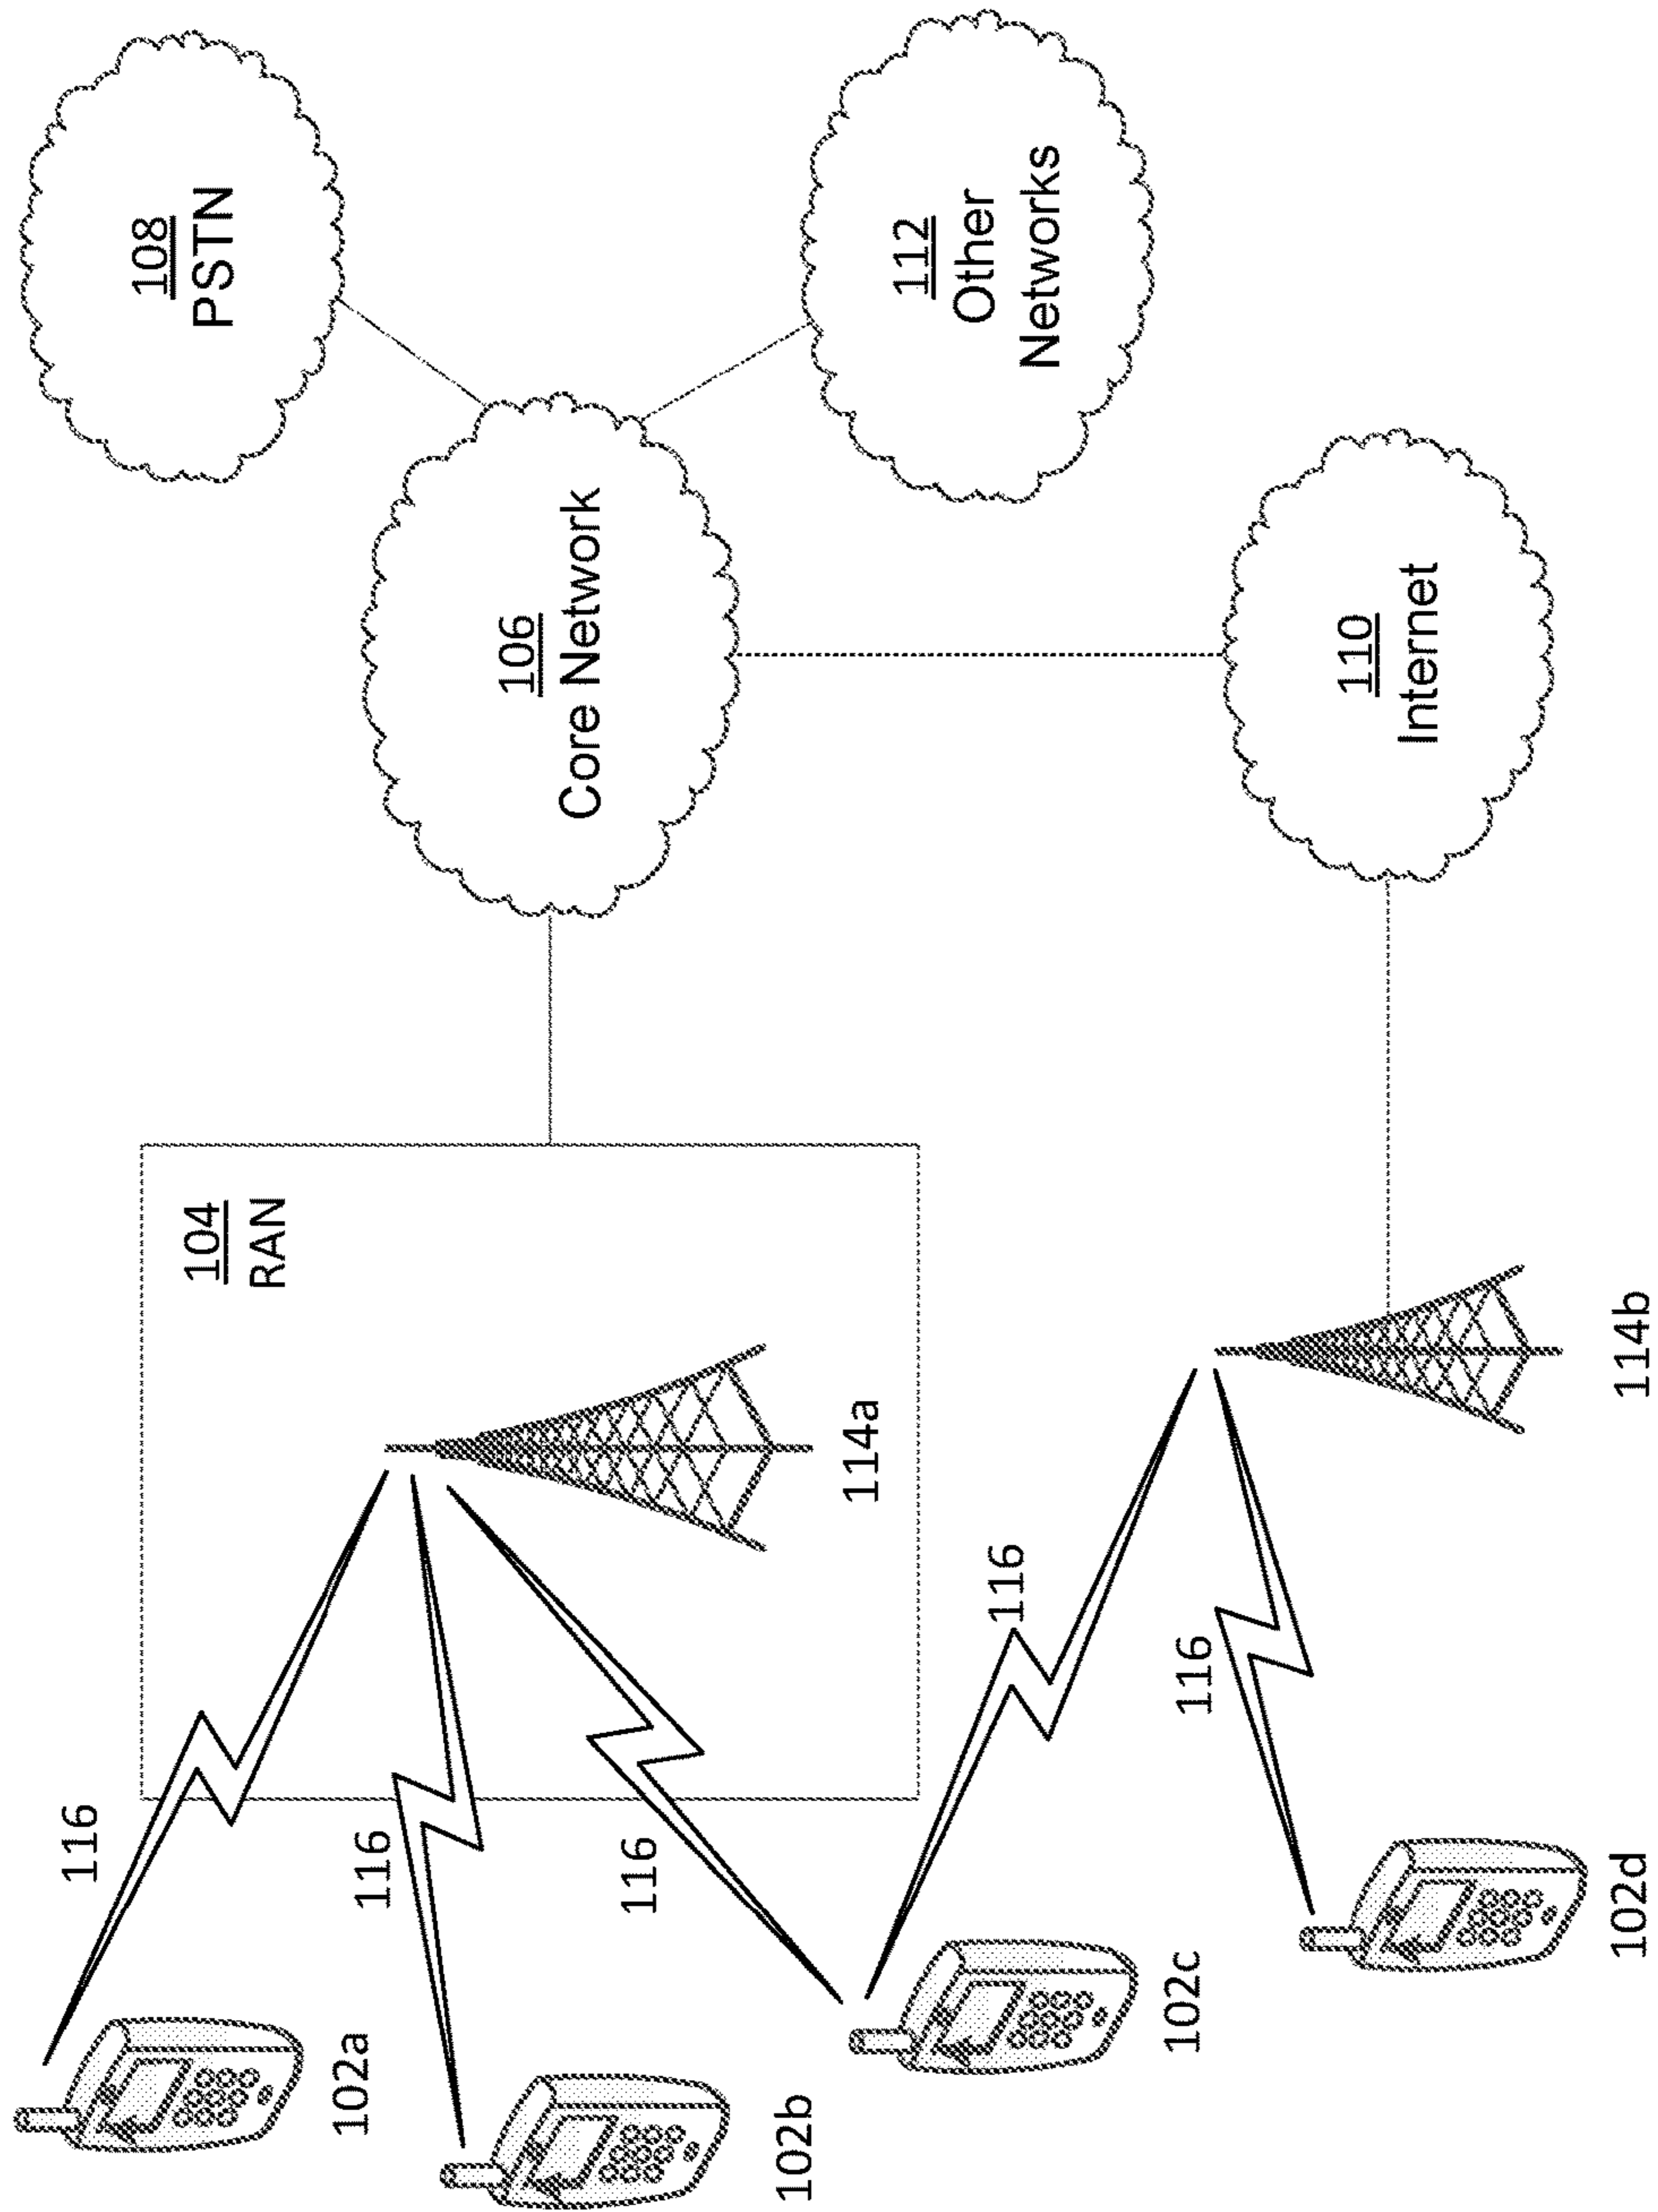 108
PSTN
106
Core Network
112
Other
Networks
110
Internet
104
RAN
114a
114b
116
116
116
116
116
102a
102b
102c
102d